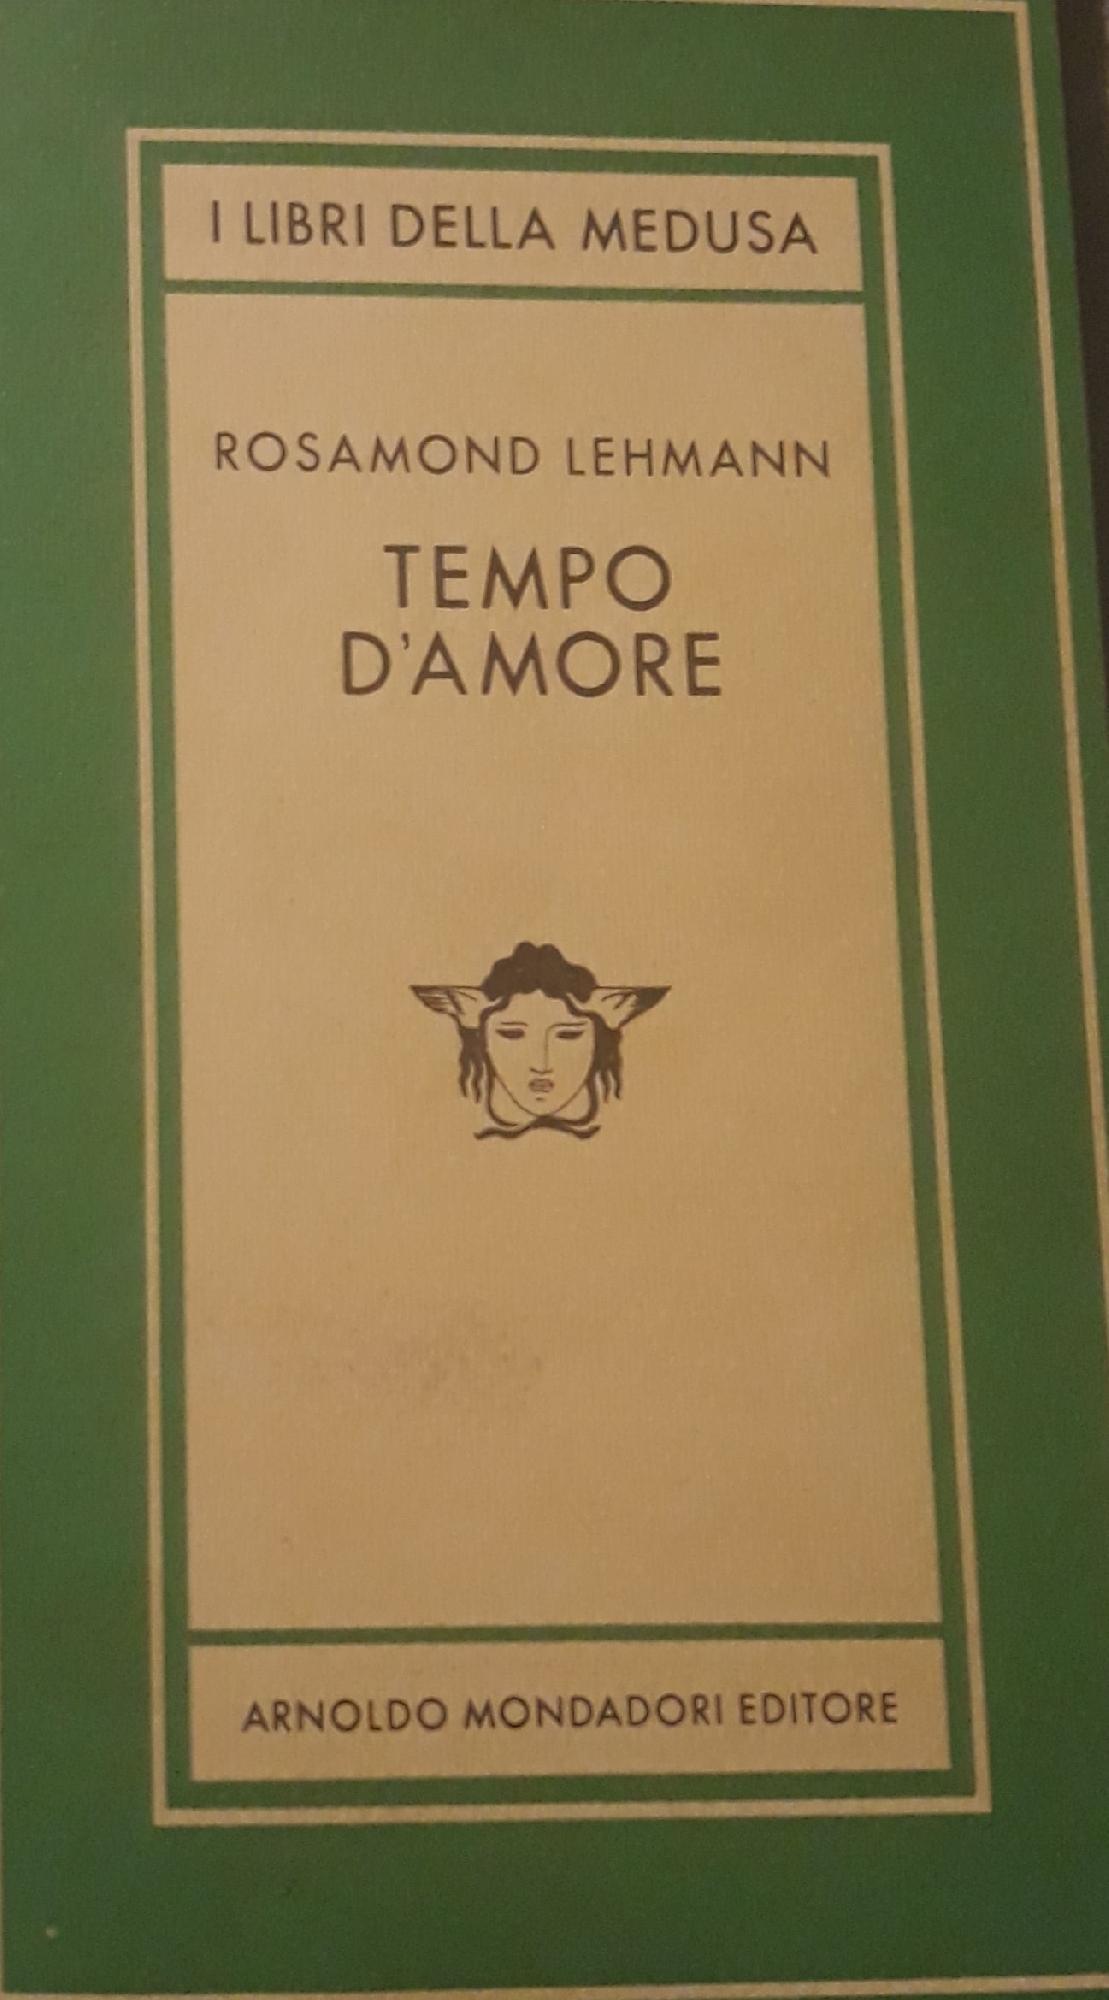 I LIBRI DELLA MEDUSA
ROSAMOND LEHMANN
TEMPO
D'AMORE
ARNOLDO MONDADORI EDITORE